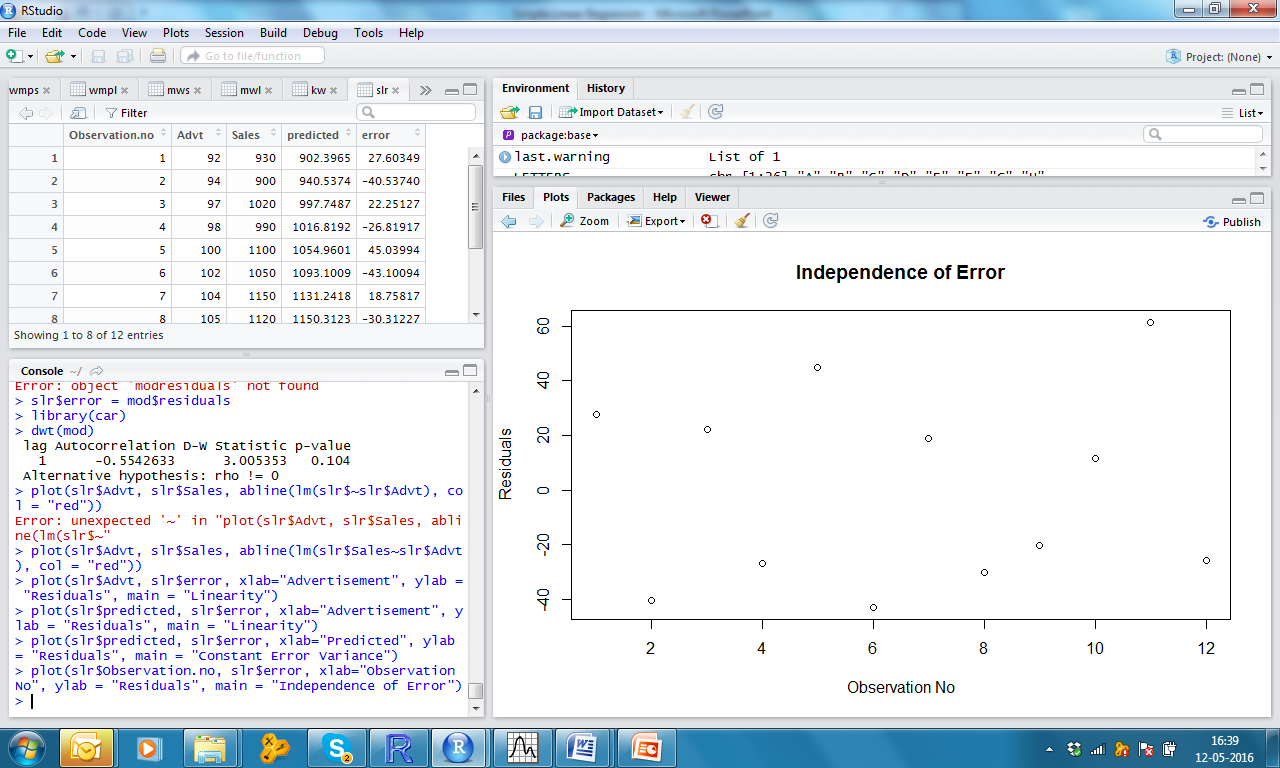 RStudio
File Edit Code View Plots Session Build Debug Tools Help
Go to file/function
Project: (None)
wmps wmpl mws mwl kw slr
Filter
Observation.no Advt Sales predicted error
1 1 92 930 902.3965 27.60349
2 2 94 900 940.5374 -40.53740
3 3 97 1020 997.7487 22.25127
4 4 98 990 1016.8192 -26.81917
5 5 100 1100 1054.9601 45.03994
6 6 102 1050 1093.1009 -43.10094
7 7 104 1150 1131.2418 18.75817
8 8 105 1120 1150.3123 -30.31227
Showing 1 to 8 of 12 entries
Console ~/
Error: object 'modresiduals' not found
> slr$error = mod$residuals
> library(car)
> dwt(mod)
lag Autocorrelation D-W Statistic p-value
1 -0.5542633 3.005353 0.104
Alternative hypothesis: rho != 0
> plot(slr$Advt, slr$Sales, abline(lm(slr$~slr$Advt), co
l = "red"))
Error: unexpected '~' in "plot(slr$Advt, slr$Sales, abli
ne(lm(slr$~"
> plot(slr$Advt, slr$Sales, abline(lm(slr$Sales~slr$Advt
), col = "red"))
> plot(slr$Advt, slr$error, xlab="Advertisement", ylab =
"Residuals", main = "Linearity")
> plot(slr$predicted, slr$error, xlab="Advertisement", y
lab = "Residuals", main = "Linearity")
> plot(slr$predicted, slr$error, xlab="Predicted", ylab
= "Residuals", main = "Constant Error Variance")
> plot(slr$Observation.no, slr$error, xlab="Observation
No", ylab = "Residuals", main = "Independence of Error")
>
Environment History
Import Dataset
List
package:base
last.warning List of 1
LETTERS chr [1:26] "A" "B" "C" "D" "E" "F" "G" "H"
Files Plots Packages Help Viewer
Zoom Export Publish
Independence of Error
Residuals
60
40
20
0
-20
-40
2 4 6 8 10 12
Observation No
2
16:39
12-05-2016